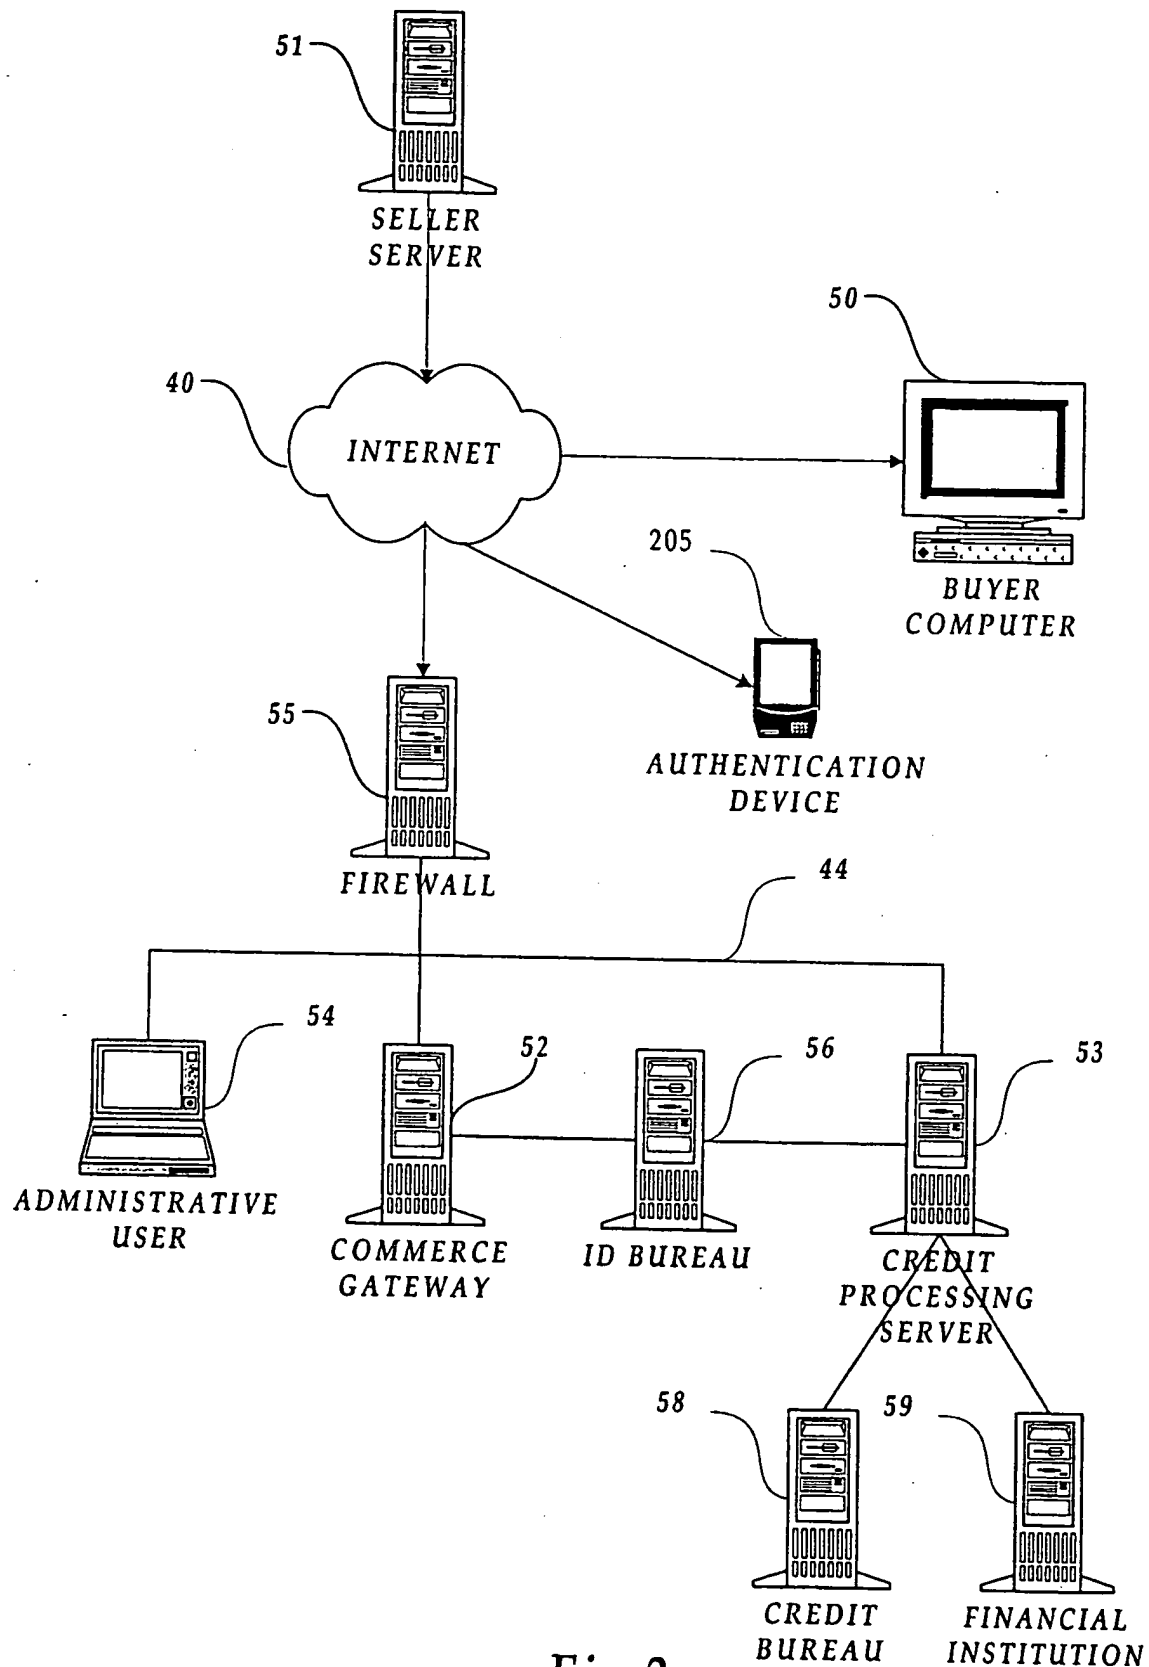 51
SELLER
SERVER
50
40
INTERNET
205
BUYER
COMPUTER
55
AUTHENTICATION
DEVICE
FIREWALL
44
54
52
56
53
ADMINISTRATIVE
USER
COMMERCE
GATEWAY
ID BUREAU
CREDIT
PROCESSING
SERVER
58
59
CREDIT
BUREAU
FINANCIAL
INSTITUTION